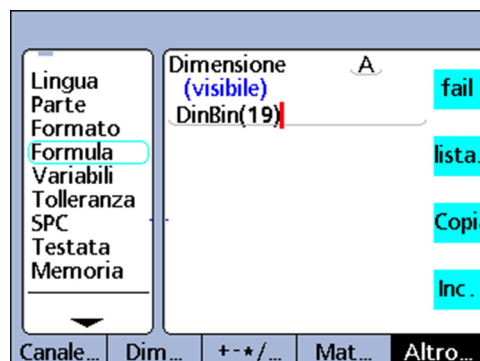 Lingua
Parte
Formato
Formula
Variabili
Tolleranza
SPC
Testata
Memoria
Dimensione A
(visibile)
DinBin(19)
fail
lista.
Copi
Inc.
Canale... Dim... +-*/... Mat... Altro...